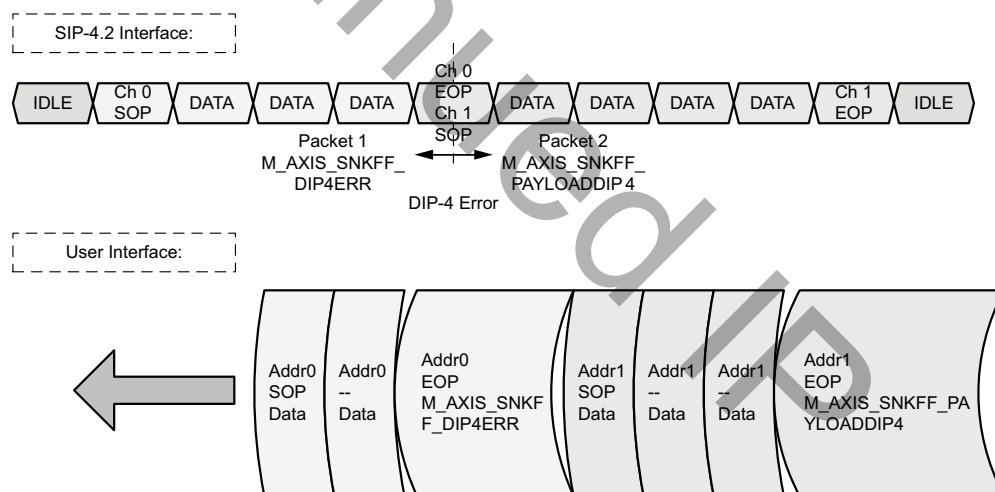 SIP-4.2 Interface:
IDLE
Ch 0
SOP
DATA
DATA
DATA
Ch 0
EOP
Ch 1
SOP
DATA
DATA
DATA
DATA
Ch 1
EOP
IDLE
Packet 1
M_AXIS_SNKFF_
DIP4ERR
Packet 2
M_AXIS_SNKFF_
PAYLOADDIP4
DIP-4 Error
User Interface:
Addr0
SOP
Data
Addr0
--
Data
Addr0
EOP
M_AXIS_SNKF
F_DIP4ERR
Addr1
SOP
Data
Addr1
--
Data
Addr1
--
Data
Addr1
EOP
M_AXIS_SNKFF_PA
YLOADDIP4
nued IP